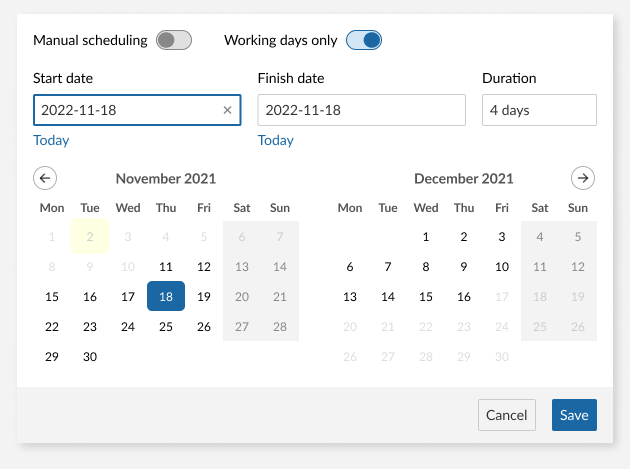 Manual scheduling Working days only
Start date Finish date Duration
2022-11-18 × 2022-11-18 4 days
Today Today
November 2021 December 2021
Mon Tue Wed Thu Fri Sat Sun Mon Tue Wed Thu Fri Sat Sun
1 2 3 4 5 6 7 1 2 3 4 5
8 9 10 11 12 13 14 6 7 8 9 10 11 12
15 16 17 18 19 20 21 13 14 15 16 17 18 19
22 23 24 25 26 27 28 20 21 22 23 24 25 26
29 30 26 27 28 29 30
Cancel Save